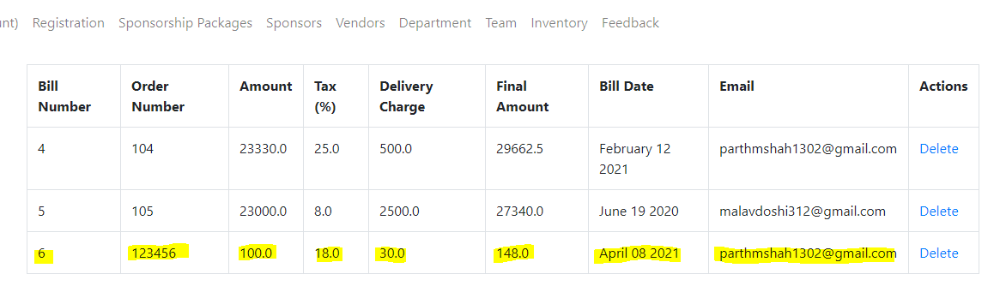 unt) Registration Sponsorship Packages Sponsors Vendors Department Team Inventory Feedback
Bill Number Order Number Amount Tax (%) Delivery Charge Final Amount Bill Date Email Actions
4 104 23330.0 25.0 500.0 29662.5 February 12 2021 parthmshah1302@gmail.com Delete
5 105 23000.0 8.0 2500.0 27340.0 June 19 2020 malavdoshi312@gmail.com Delete
6 123456 100.0 18.0 30.0 148.0 April 08 2021 parthmshah1302@gmail.com Delete